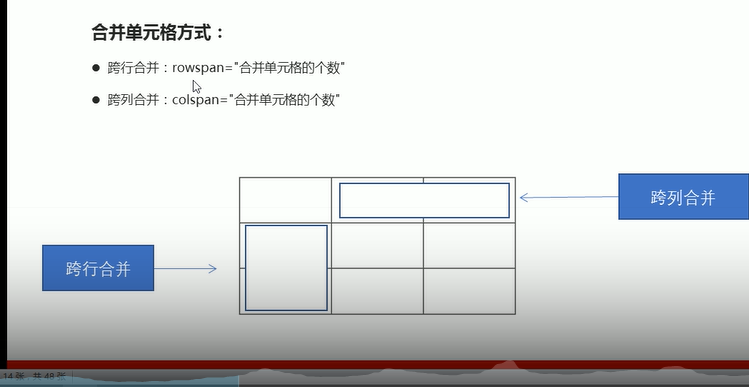 合并单元格方式：
● 跨行合并：rowspan="合并单元格的个数"
● 跨列合并：colspan="合并单元格的个数"
跨列合并
跨行合并
14 张，共 48 张